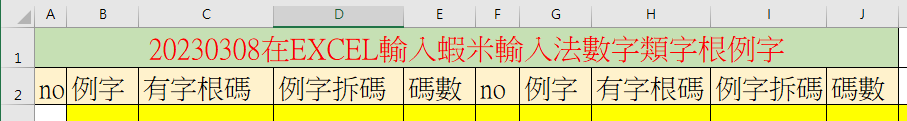 A B C D E F G H I J
1 20230308在EXCEL輸入蝦米輸入法數字類字根例字
2 no 例字 有字根碼 例字拆碼 碼數 no 例字 有字根碼 例字拆碼 碼數